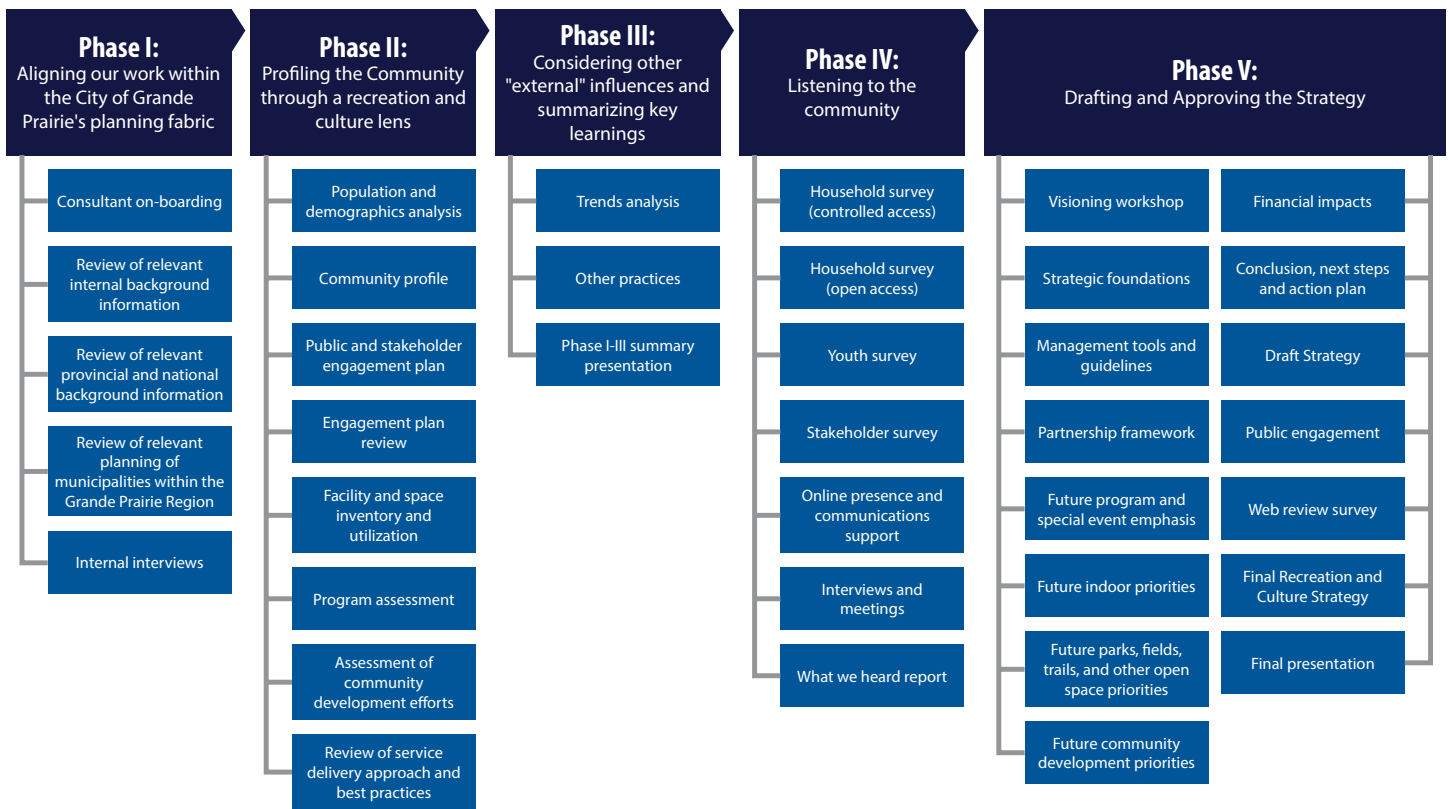 Phase I:
Aligning our work within
the City of Grande
Prairie's planning fabric
Consultant on-boarding
Review of relevant
internal background
information
Review of relevant
provincial and national
background information
Review of relevant
planning of
municipalities within the
Grande Prairie Region
Internal interviews
Phase II:
Profiling the Community
through a recreation and
culture lens
Population and
demographics analysis
Community profile
Public and stakeholder
engagement plan
Engagement plan
review
Facility and space
inventory and
utilization
Program assessment
Assessment of
community
development efforts
Review of service
delivery approach and
best practices
Phase III:
Considering other
"external" influences and
summarizing key
learnings
Trends analysis
Other practices
Phase I-III summary
presentation
Phase IV:
Listening to the
community
Household survey
(controlled access)
Household survey
(open access)
Youth survey
Stakeholder survey
Online presence and
communications
support
Interviews and
meetings
What we heard report
Phase V:
Drafting and Approving the Strategy
Visioning workshop
Strategic foundations
Management tools and
guidelines
Partnership framework
Future program and
special event emphasis
Future indoor priorities
Future parks, fields,
trails, and other open
space priorities
Future community
development priorities
Financial impacts
Conclusion, next steps
and action plan
Draft Strategy
Public engagement
Web review survey
Final Recreation and
Culture Strategy
Final presentation